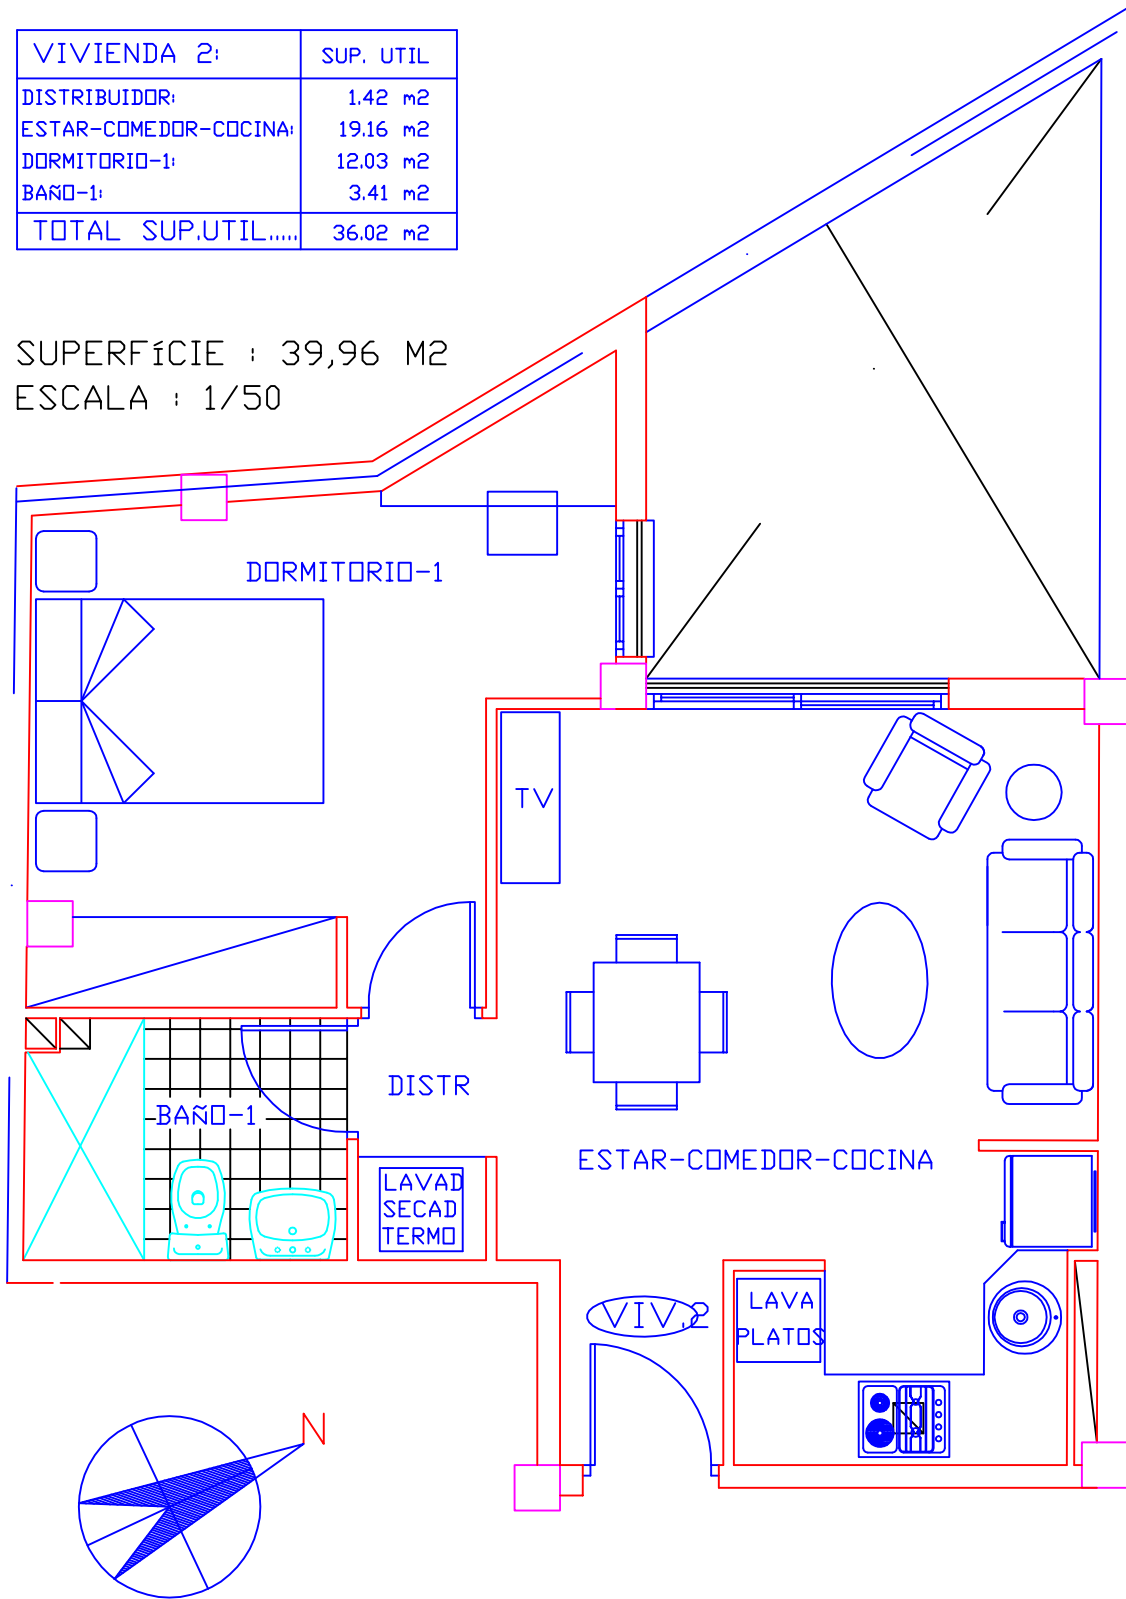 VIVIENDA 2: SUP. UTIL
DISTRIBUIDOR: 1.42 m2
ESTAR-COMEDOR-COCINA: 19.16 m2
DORMITORIO-1: 12.03 m2
BAÑO-1: 3.41 m2
TOTAL SUP.UTIL..... 36.02 m2
SUPERFíCIE : 39,96 M2
ESCALA : 1/50
DORMITORIO-1
TV
DISTR
BAÑO-1
ESTAR-COMEDOR-COCINA
LAVAD
SECAD
TERMO
VIV.2
LAVA
PLATOS
N